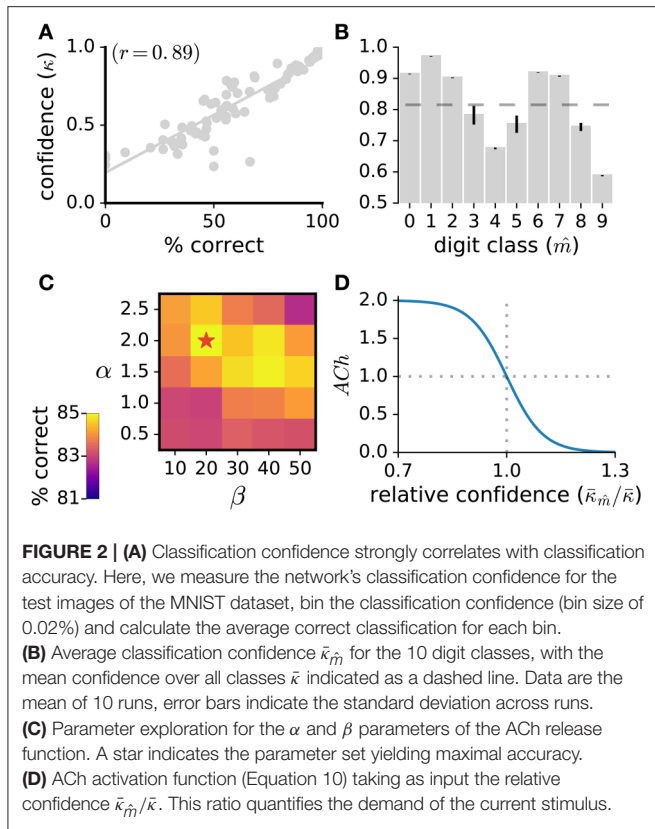 A
(r = 0.89)
confidence (κ)
1.0
0.5
0
0
50
100
% correct
B
1.0
0.9
0.8
0.7
0.6
0.5
0 1 2 3 4 5 6 7 8 9
digit class (m̂)
C
2.5
2.0
1.5
1.0
0.5
α
10 20 30 40 50
β
% correct
85
83
81
D
ACh
2.0
1.5
1.0
0.5
0.0
0.7 1.0 1.3
relative confidence (κ̄m̂/κ̄)
FIGURE 2 | (A) Classification confidence strongly correlates with classification
accuracy. Here, we measure the network's classification confidence for the
test images of the MNIST dataset, bin the classification confidence (bin size of
0.02%) and calculate the average correct classification for each bin.
(B) Average classification confidence κ̄m̂ for the 10 digit classes, with the
mean confidence over all classes κ̄ indicated as a dashed line. Data are the
mean of 10 runs, error bars indicate the standard deviation across runs.
(C) Parameter exploration for the α and β parameters of the ACh release
function. A star indicates the parameter set yielding maximal accuracy.
(D) ACh activation function (Equation 10) taking as input the relative
confidence κ̄m̂/κ̄. This ratio quantifies the demand of the current stimulus.